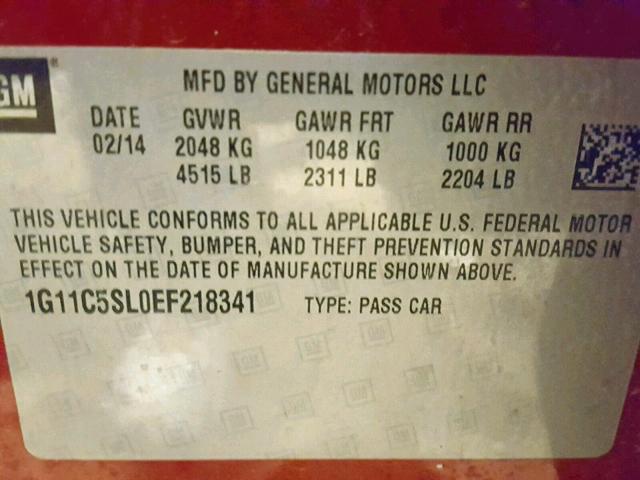 GM
MFD BY GENERAL MOTORS LLC
DATE GVWR GAWR FRT GAWR RR
02/14 2048 KG 1048 KG 1000 KG
4515 LB 2311 LB 2204 LB
THIS VEHICLE CONFORMS TO ALL APPLICABLE U.S. FEDERAL MOTOR
VEHICLE SAFETY, BUMPER, AND THEFT PREVENTION STANDARDS IN
EFFECT ON THE DATE OF MANUFACTURE SHOWN ABOVE.
1G11C5SL0EF218341 TYPE: PASS CAR